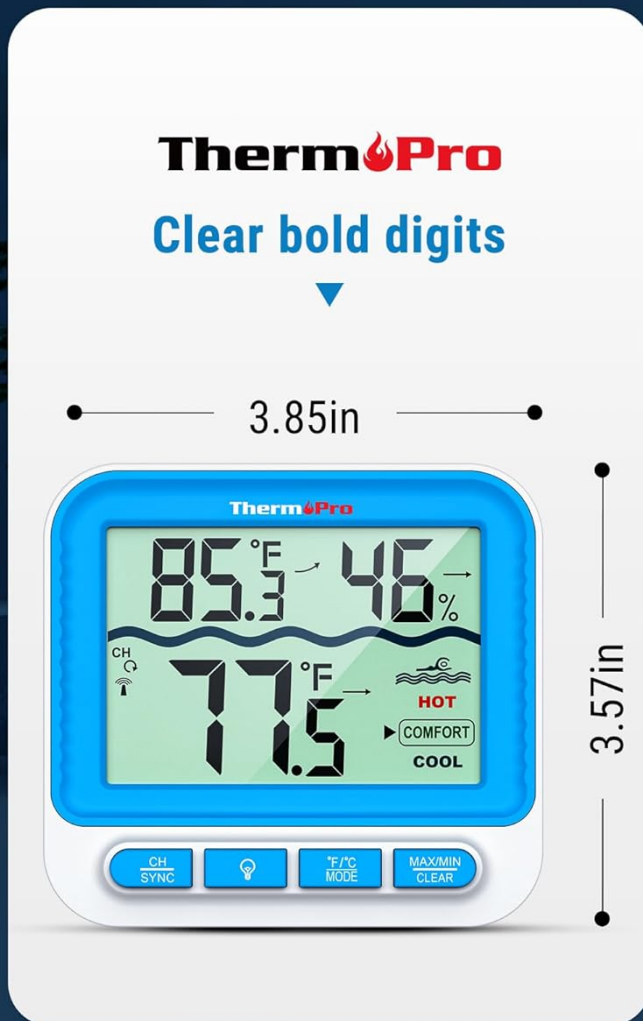 ThermoPro
Clear bold digits
3.85in
3.57in
ThermoPro
85.3°F 46%
CH
77.5°F
HOT
COMFORT
COOL
CH
SYNC
°F/°C
MODE
MAX/MIN
CLEAR